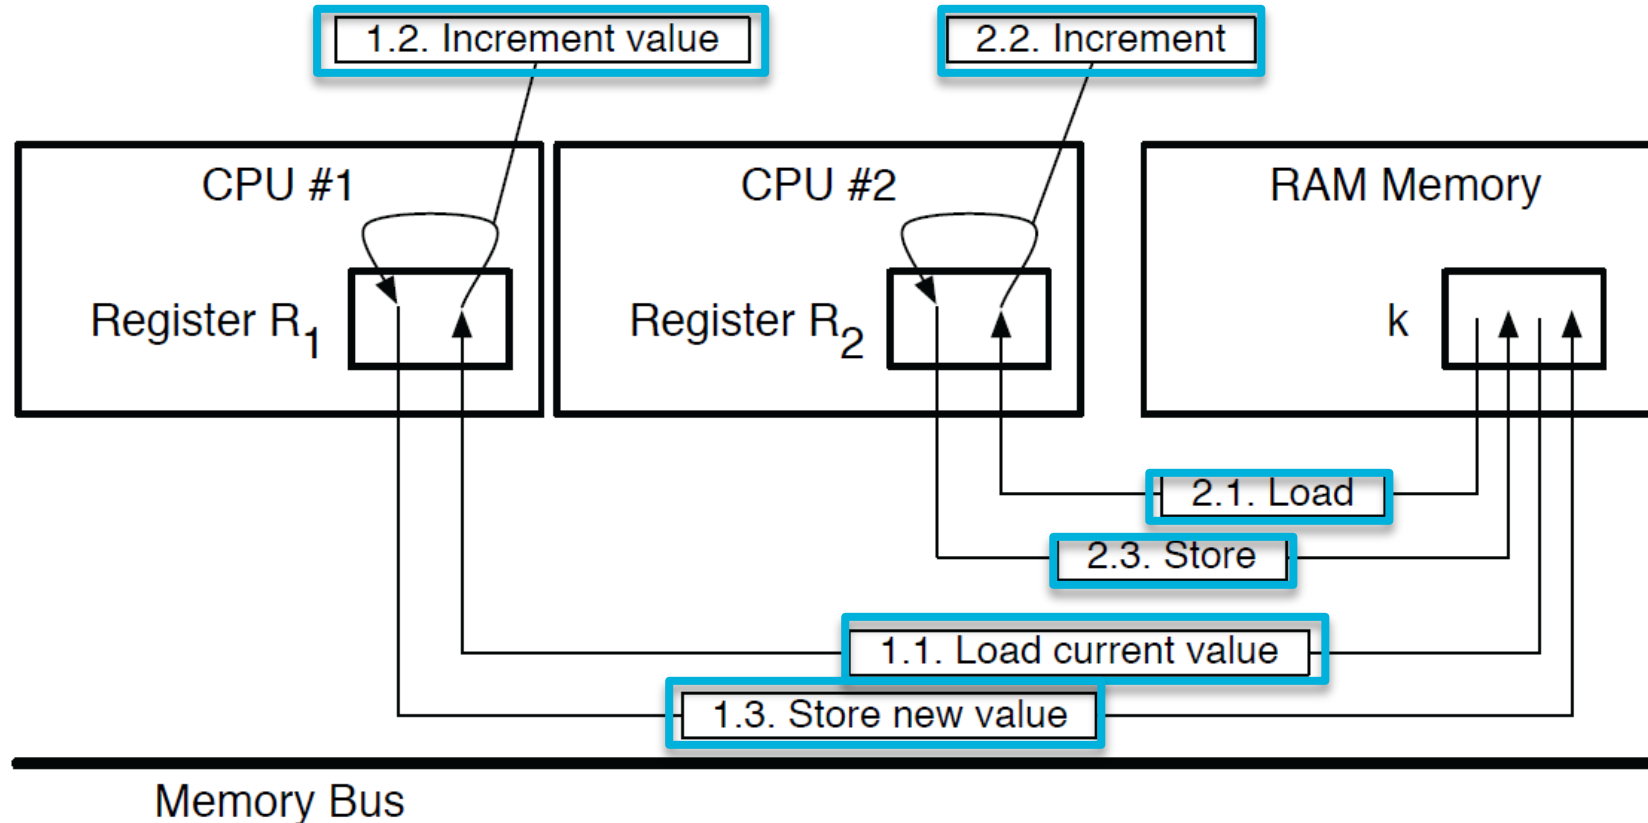 1.2. Increment value
2.2. Increment
CPU #1
CPU #2
RAM Memory
Register R1
Register R2
k
2.1. Load
2.3. Store
1.1. Load current value
1.3. Store new value
Memory Bus